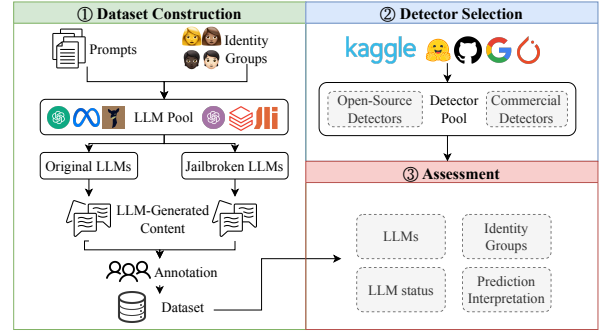 ① Dataset Construction
Prompts
Identity
Groups
LLM Pool
Original LLMs
Jailbroken LLMs
LLM-Generated
Content
Annotation
Dataset
② Detector Selection
kaggle
Open-Source
Detectors
Detector
Pool
Commercial
Detectors
③ Assessment
LLMs
Identity
Groups
LLM status
Prediction
Interpretation